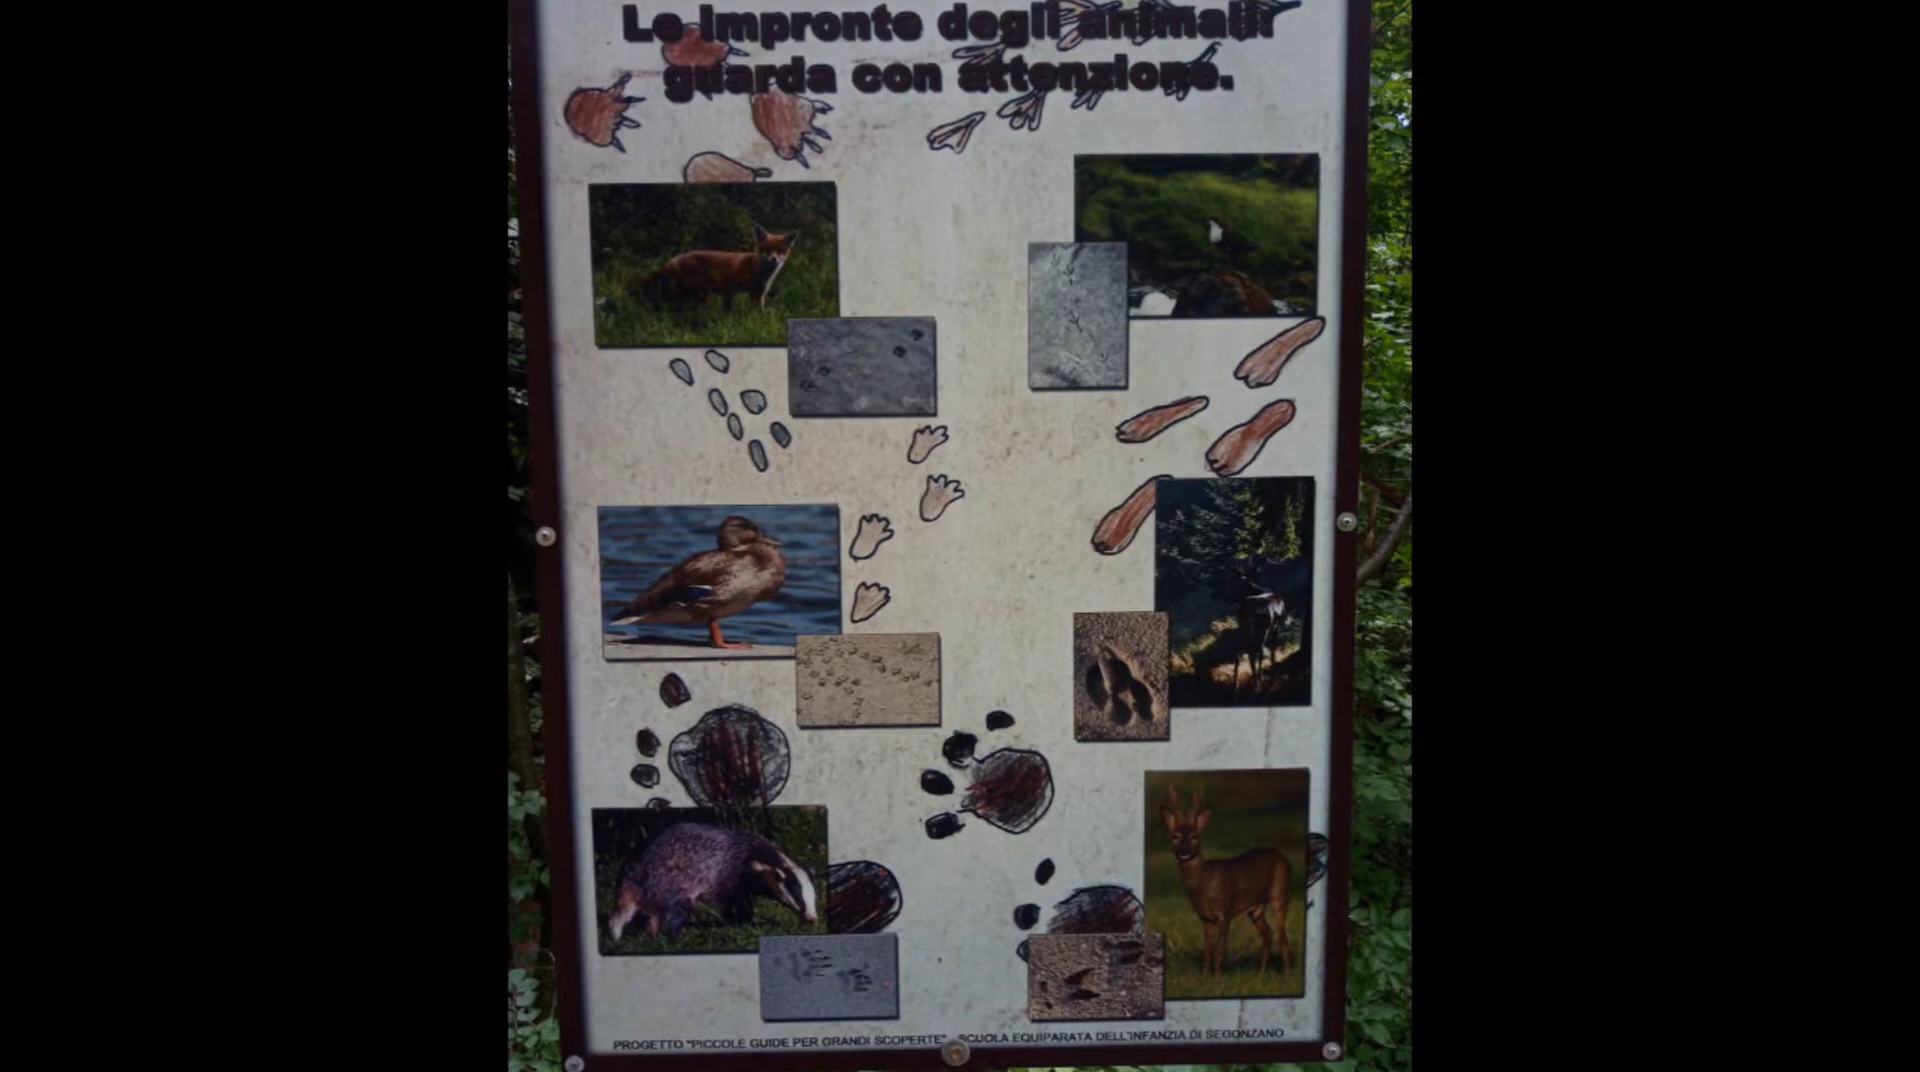 Le impronte degli animali:
guarda con attenzione.
PROGETTO "PICCOLE GUIDE PER GRANDI SCOPERTE" - SCUOLA EQUIPARATA DELL'INFANZIA DI SEGONZANO